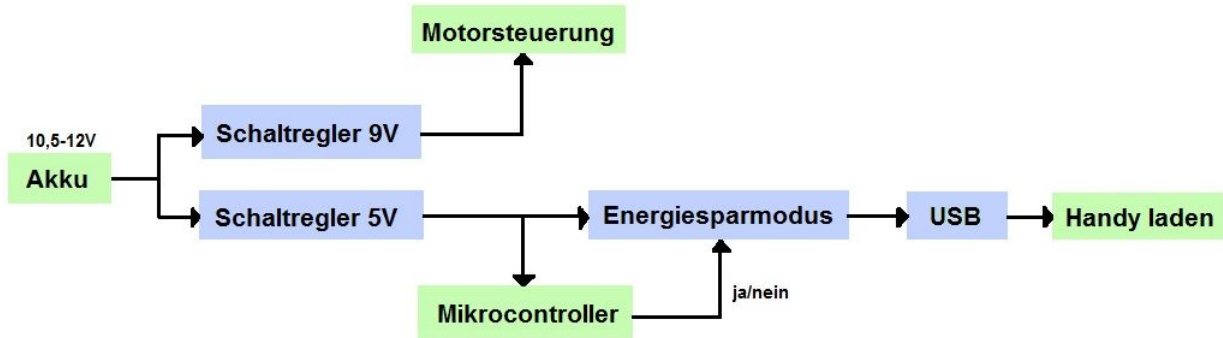 Motorsteuerung
10,5-12V
Schaltregler 9V
Akku
Schaltregler 5V
Energiesparmodus
USB
Handy laden
Mikrocontroller
ja/nein